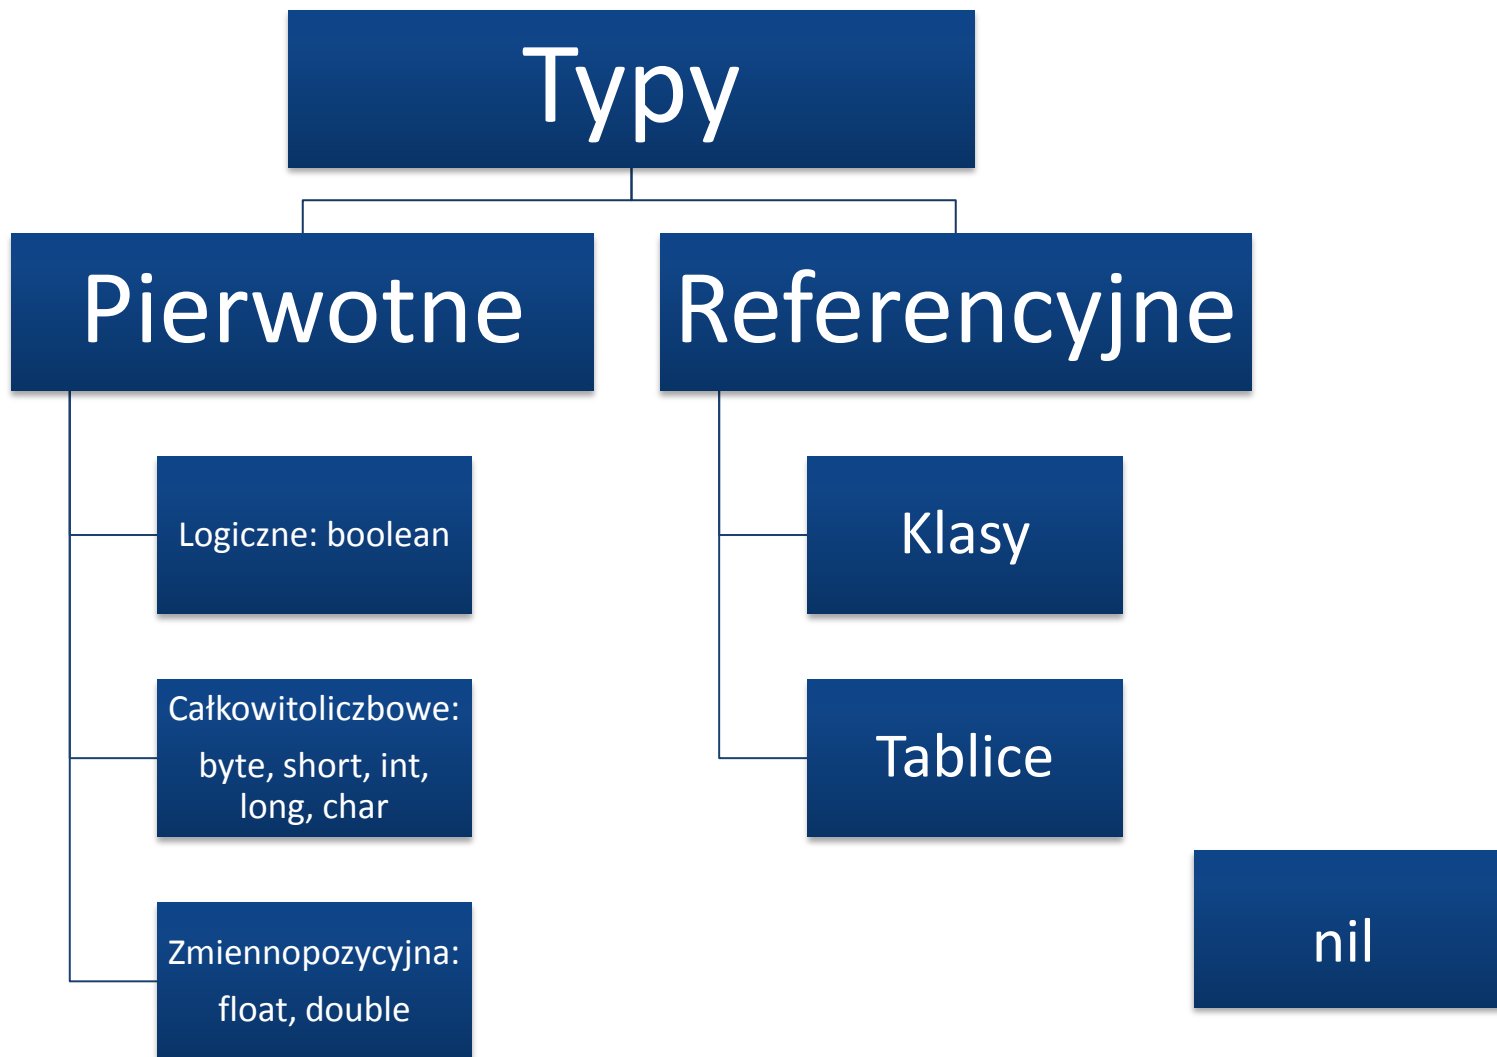 Typy
Pierwotne
Referencyjne
Logiczne: boolean
Klasy
Całkowitoliczbowe:
byte, short, int,
long, char
Tablice
Zmiennopozycyjna:
float, double
nil